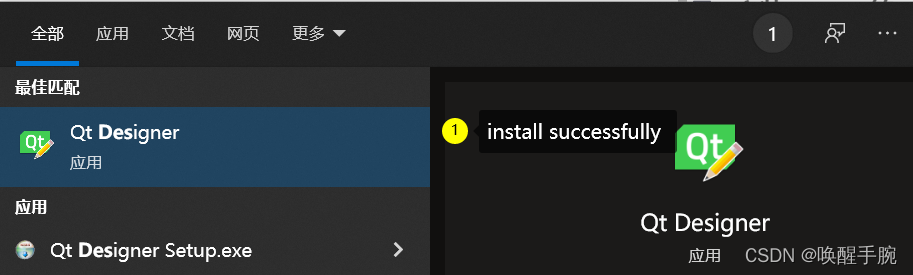 全部 应用 文档 网页 更多 1
最佳匹配
Qt Designer
应用
1 install successfully
Qt
Qt
Qt Designer
应用
应用
Qt Designer Setup.exe
CSDN @唤醒手腕